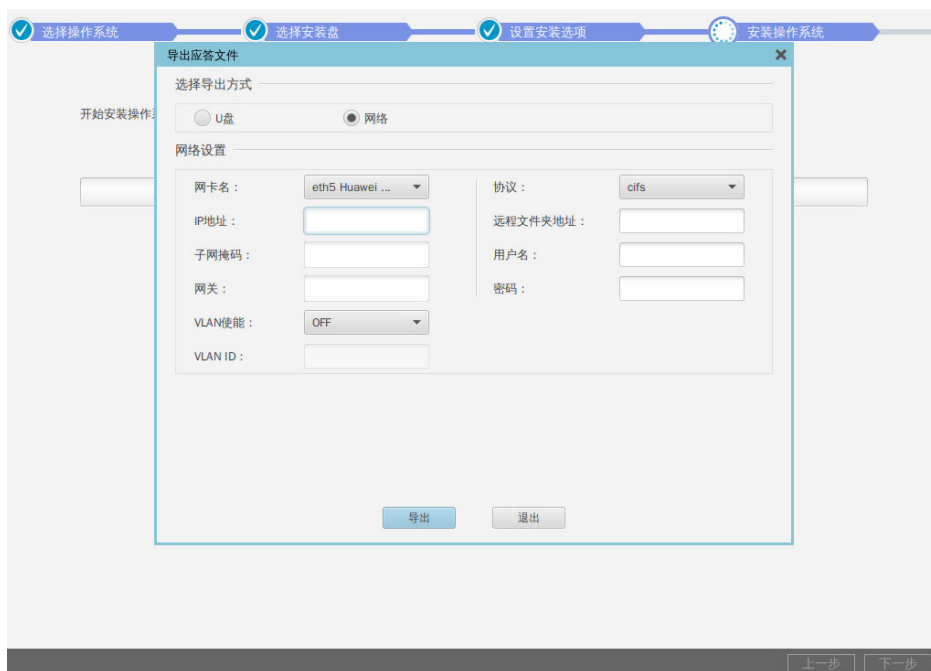 选择操作系统 选择安装盘 设置安装选项 安装操作系统
导出应答文件
选择导出方式
开始安装操作
U盘 网络
网络设置
网卡名： eth5 Huawei ... 协议： cifs
IP地址： 远程文件夹地址：
子网掩码： 用户名：
网关： 密码：
VLAN使能： OFF
VLAN ID：
导出 退出
上一步 下一步